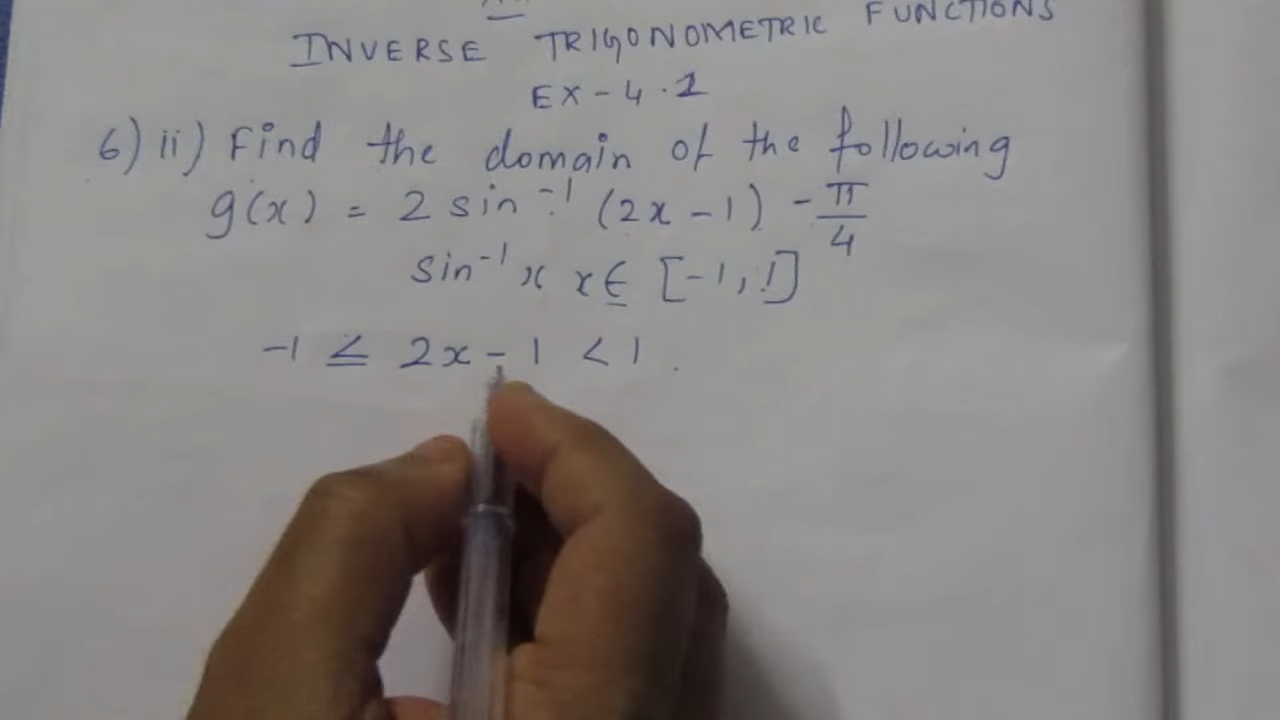 INVERSE TRIGONOMETRIC FUNCTIONS
EX - 4.1
6) ii) Find the domain of the following
g(x) = 2 sin⁻¹ (2x - 1) - π/4
sin⁻¹ x x ∈ [-1, 1]
-1 ≤ 2x - 1 < 1